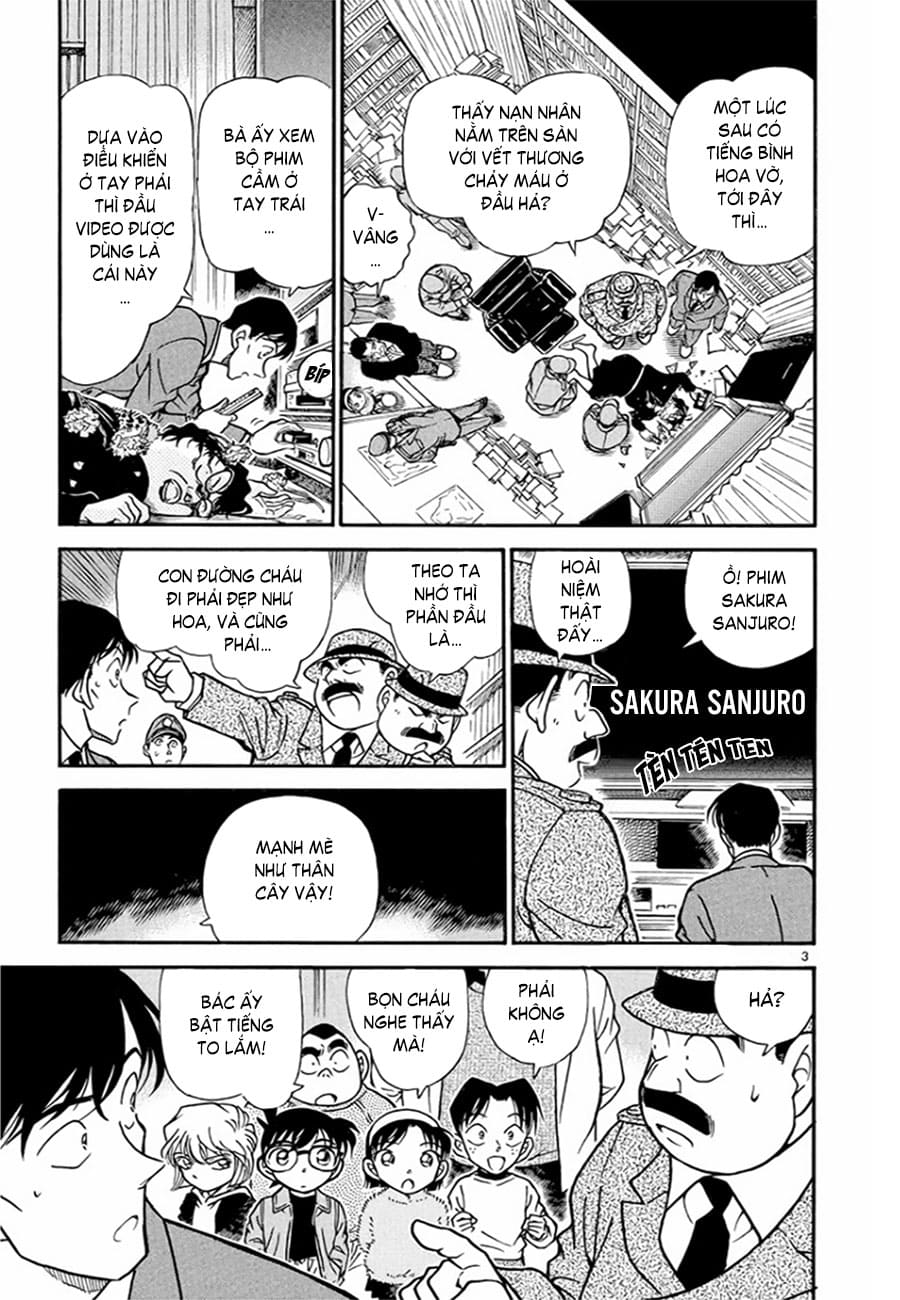 MỘT LÚC
SAU CÓ
TIẾNG BÌNH
HOA VỠ,
TỚI ĐÂY
THÌ...
THẤY NẠN NHÂN
NẰM TRÊN SÀN
VỚI VẾT THƯƠNG
CHẢY MÁU Ở
ĐẦU HẢ?
V-
VÂNG
...
BÀ ẤY XEM
BỘ PHIM
CẦM Ở
TAY TRÁI
...
DỰA VÀO
ĐIỀU KHIỂN
Ở TAY PHẢI
THÌ ĐẦU
VIDEO ĐƯỢC
DÙNG LÀ
CÁI NÀY
...
BÍP
Ồ! PHIM
SAKURA
SANJURO!
HOÀI
NIỆM
THẬT
ĐẤY...
SAKURA SANJURO
TÈN TÉN TEN
THEO TA
NHỚ THÌ
PHẦN ĐẦU
LÀ...
CON ĐƯỜNG CHÁU
ĐI PHẢI ĐẸP NHƯ
HOA, VÀ CŨNG
PHẢI...
MẠNH MẼ
NHƯ THÂN
CÂY VẬY!
3
HẢ?
PHẢI
KHÔNG
Ạ!
BỌN CHÁU
NGHE THẤY
MÀ!
BÁC ẤY
BẬT TIẾNG
TO LẮM!